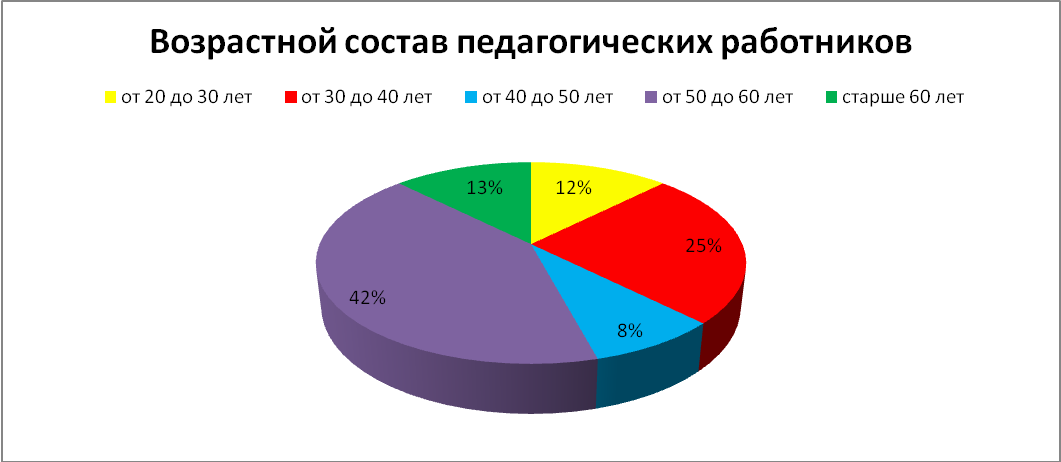 Возрастной состав педагогических работников
от 20 до 30 лет от 30 до 40 лет от 40 до 50 лет от 50 до 60 лет старше 60 лет
13% 12%
25%
42%
8%